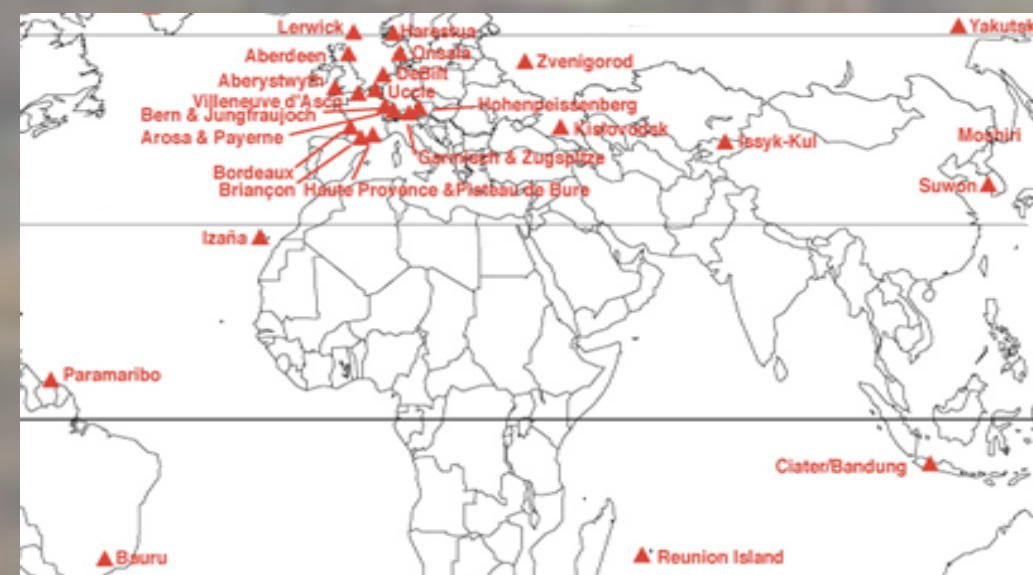 Lerwick
Harestua
Yakutsk
Aberdeen
Onsala
Zvenigorod
DeBilt
Aberystwyth
Uccle
Villeneuve d'Ascq
Hohenpeissenberg
Bern & Jungfraujoch
Kislovodsk
Arosa & Payerne
Issyk-Kul
Moshiri
Garmisch & Zugspitze
Bordeaux
Suwon
Briançon
Haute Provence &Plateau de Bure
Izaña
Paramaribo
Ciater/Bandung
Bauru
Reunion Island